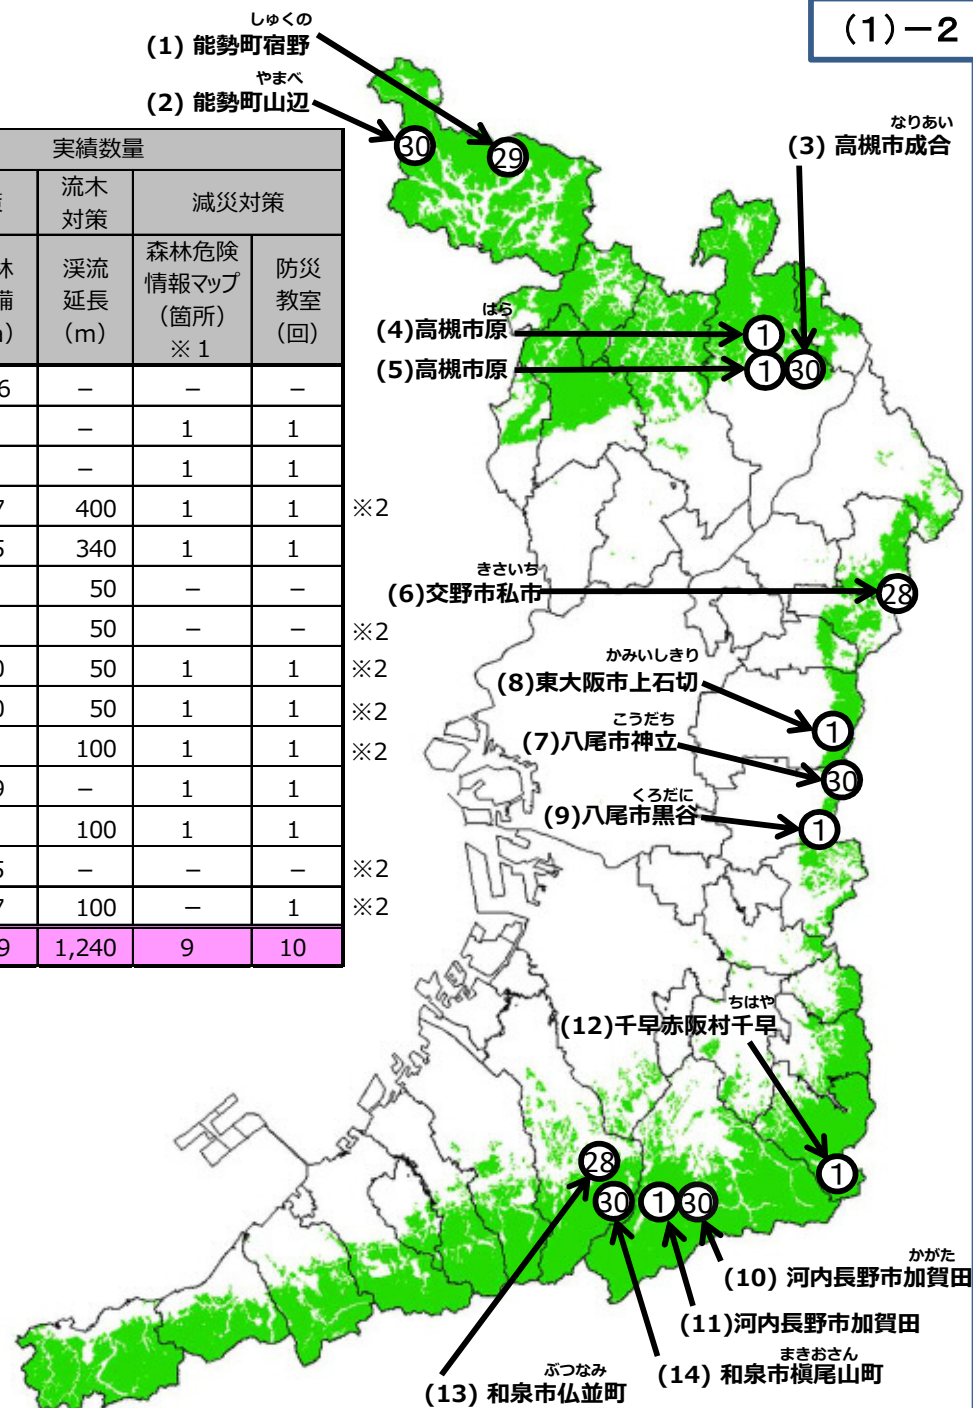 (1)−2
しゅくの
(1) 能勢町宿野
やまべ
(2) 能勢町山辺
なりあい
(3) 高槻市成合
30
29
実績数量
流木
対策
減災対策
渓流
延長
(m)
森林危険
情報マップ
(箇所)
※1
防災
教室
(回)
6 − − −
− 1 1
− 1 1
7 400 1 1 ※2
5 340 1 1
50 − −
50 − − ※2
0 50 1 1 ※2
0 50 1 1 ※2
100 1 1 ※2
9 − 1 1
100 1 1
5 − − − ※2
7 100 − 1 ※2
9 1,240 9 10
はら
(4)高槻市原
1
(5)高槻市原
1 30
きさいち
(6)交野市私市
28
かみいしきり
(8)東大阪市上石切
1
こうだち
(7)八尾市神立
30
くろだに
(9)八尾市黒谷
1
ちはや
(12)千早赤阪村千早
1
28
30 1 30
かがた
(10) 河内長野市加賀田
(11)河内長野市加賀田
まきおさん
(14) 和泉市槇尾山町
ぶつなみ
(13) 和泉市仏並町